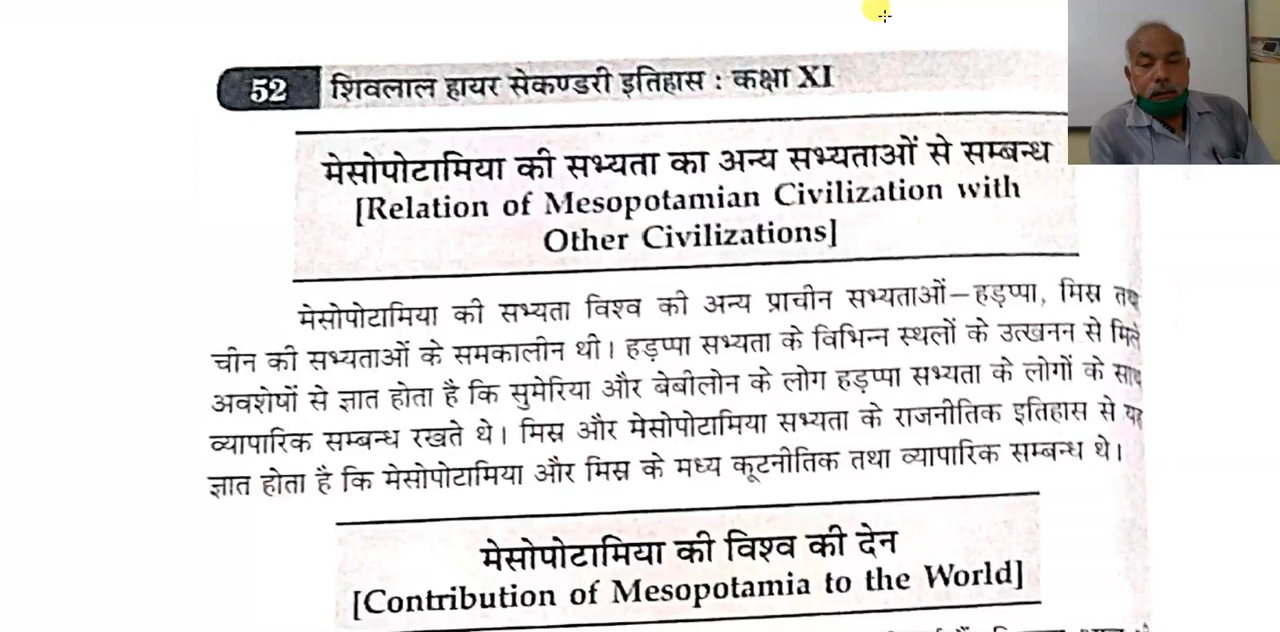 52 शिवलाल हायर सेकण्डरी इतिहास : कक्षा XI
मेसोपोटामिया की सभ्यता का अन्य सभ्यताओं से सम्बन्ध
[Relation of Mesopotamian Civilization with
Other Civilizations]
मेसोपोटामिया की सभ्यता विश्व की अन्य प्राचीन सभ्यताओं–हड़प्पा, मिस्र
चीन की सभ्यताओं के समकालीन थी। हड़प्पा सभ्यता के विभिन्न स्थलों के उत्खनन से मिले
अवशेषों से ज्ञात होता है कि सुमेरिया और बेबीलोन के लोग हड़प्पा सभ्यता के लोगों के
व्यापारिक सम्बन्ध रखते थे। मिस्र और मेसोपोटामिया सभ्यता के राजनीतिक इतिहास से यह
ज्ञात होता है कि मेसोपोटामिया और मिस्र के मध्य कूटनीतिक तथा व्यापारिक सम्बन्ध थे।
मेसोपोटामिया की विश्व की देन
[Contribution of Mesopotamia to the World]